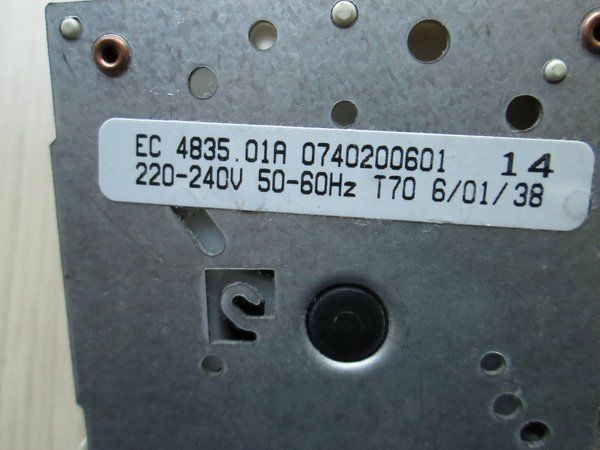 EC 4835.01A 0740200601 14
220-240V 50-60Hz T70 6/01/38